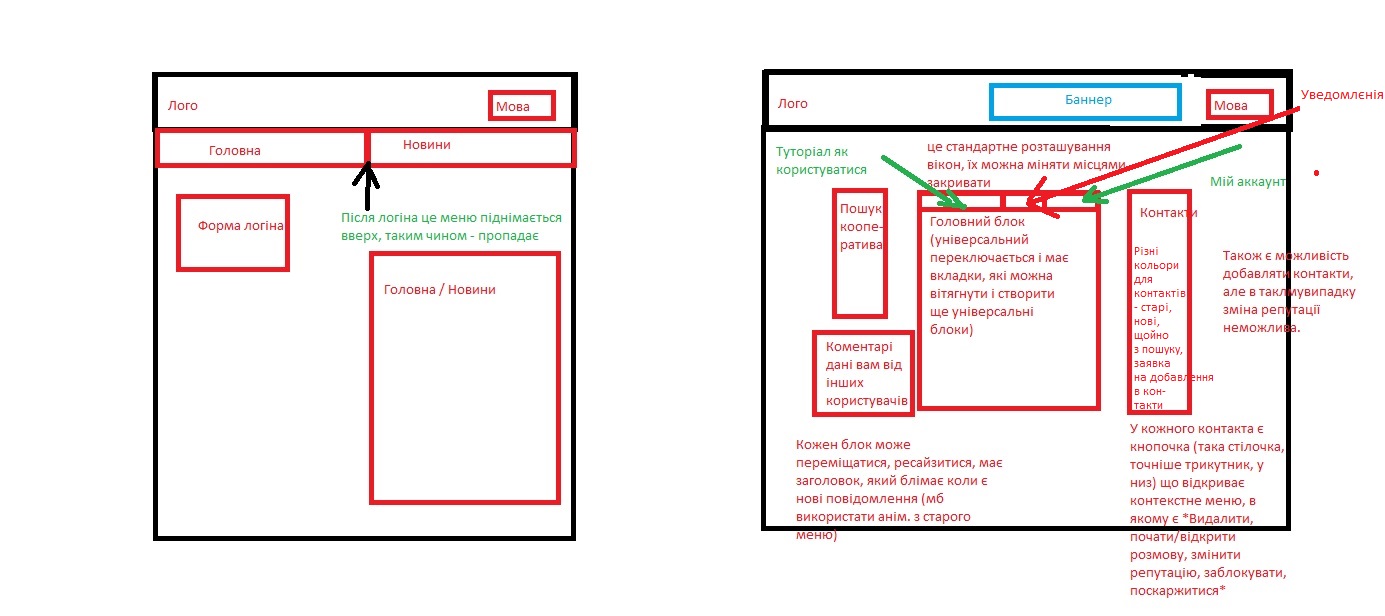 Лого
Мова
Головна
Новини
Форма логіна
Після логіна це меню піднімається
вверх, таким чином - пропадає
Головна / Новини
Лого
Баннер
Мова
Уведомлєнія
Туторіал як
користуватися
це стандартне розташування
вікон, їх можна міняти місцями
закривати
Мій аккаунт
Пошук
коопе-
ратива
Головний блок
(універсальний
переключається і має
вкладки, які можна
вітягнути і створити
ще універсальні
блоки)
Контакти
Різні
кольори
для
контактів
- старі,
нові,
щойно
з пошуку,
заявка
на добавлення
в кон-
такти
Також є можливість
добавляти контакти,
але в таклмувипадку
зміна репутації
неможлива.
Коментарі
дані вам від
інших
користувачів
Кожен блок може
переміщатися, ресайзитися, має
заголовок, який блімає коли є
нові повідомлення (мб
використати анім. з старого
меню)
У кожного контакта є
кнопочка (така стілочка,
точніше трикутник, у
низ) що відкриває
контекстне меню, в
якому є *Видалити,
почати/відкрити
розмову, змінити
репутацію, заблокувати,
поскаржитися*